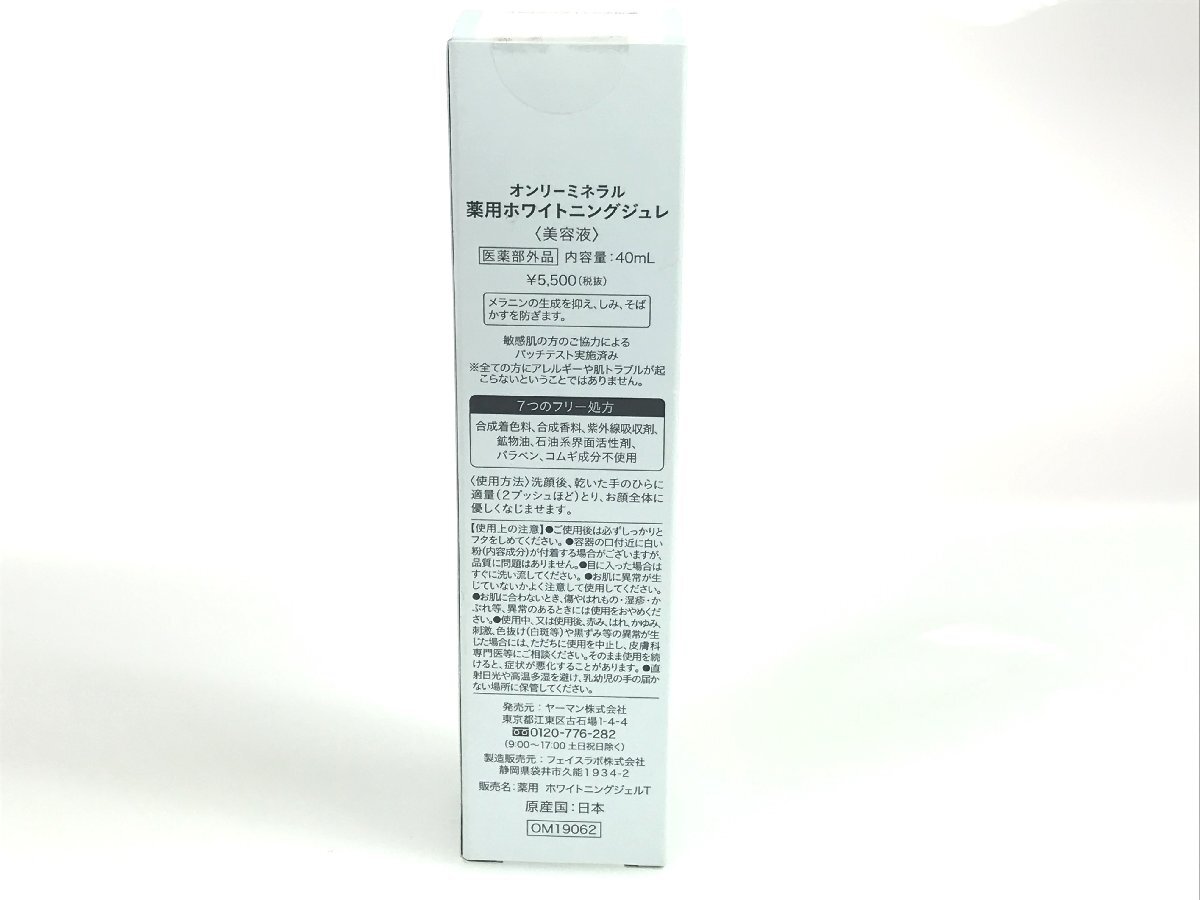 オンリーミネラル
薬用ホワイトニングジュレ
〈美容液〉
医薬部外品 内容量:40mL
¥5,500(税抜)
メラニンの生成を抑え、しみ、そば
かすを防ぎます。
敏感肌の方のご協力による
パッチテスト実施済み
※全ての方にアレルギーや肌トラブルが起
こらないということではありません。
7つのフリー処方
合成着色料、合成香料、紫外線吸収剤、
鉱物油、石油系界面活性剤、
パラベン、コムギ成分不使用
〈使用方法〉洗顔後、乾いた手のひらに
適量(2プッシュほど)とり、お顔全体に
優しくなじませます。
【使用上の注意】●ご使用後は必ずしっかりと
フタをしめてください。●容器の口付近に白い
粉(内容成分)が付着する場合がございますが、
品質に問題はありません。●目に入った場合は
すぐに洗い流してください。●お肌に異常が生
じていないかよく注意して使用してください。
●お肌に合わないとき、傷やはれもの・湿疹・か
ぶれ等、異常のあるときには使用をおやめくだ
さい。●使用中、又は使用後、赤み、はれ、かゆみ、
刺激、色抜け(白斑等)や黒ずみ等の異常が生
じた場合には、ただちに使用を中止し、皮膚科
専門医等にご相談ください。そのまま使用を続
けると、症状が悪化することがあります。●直
射日光や高温多湿を避け、乳幼児の手の届か
ない場所に保管してください。
発売元:ヤーマン株式会社
東京都江東区古石場1-4-4
0120-776-282
(9:00〜17:00 土日祝日除く)
製造販売元:フェイスラボ株式会社
静岡県袋井市久能1934-2
販売名:薬用 ホワイトニングジェルT
原産国:日本
OM19062